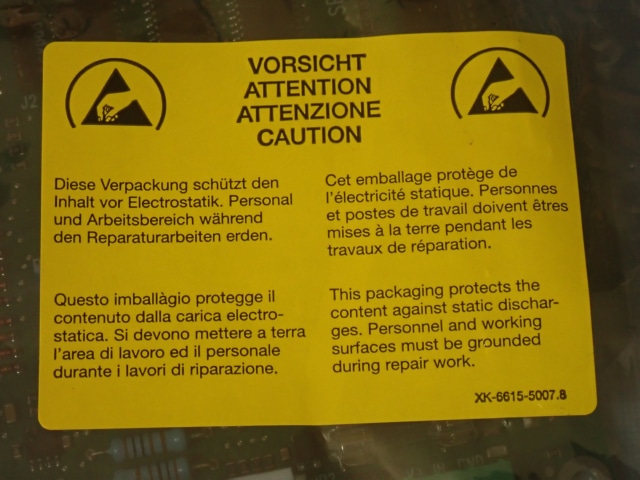 VORSICHT
ATTENTION
ATTENZIONE
CAUTION
Diese Verpackung schützt den
Inhalt vor Electrostatik. Personal
und Arbeitsbereich während
den Reparaturarbeiten erden.
Cet emballage protège de
l'électricité statique. Personnes
et postes de travail doivent êtres
mises à la terre pendant les
travaux de réparation.
Questo imballàgio protegge il
contenuto dalla carica electro-
statica. Si devono mettere a terra
l'area di lavoro ed il personale
durante i lavori di riparazione.
This packaging protects the
content against static dischar-
ges. Personnel and working
surfaces must be grounded
during repair work.
XK-6615-5007.8
J2